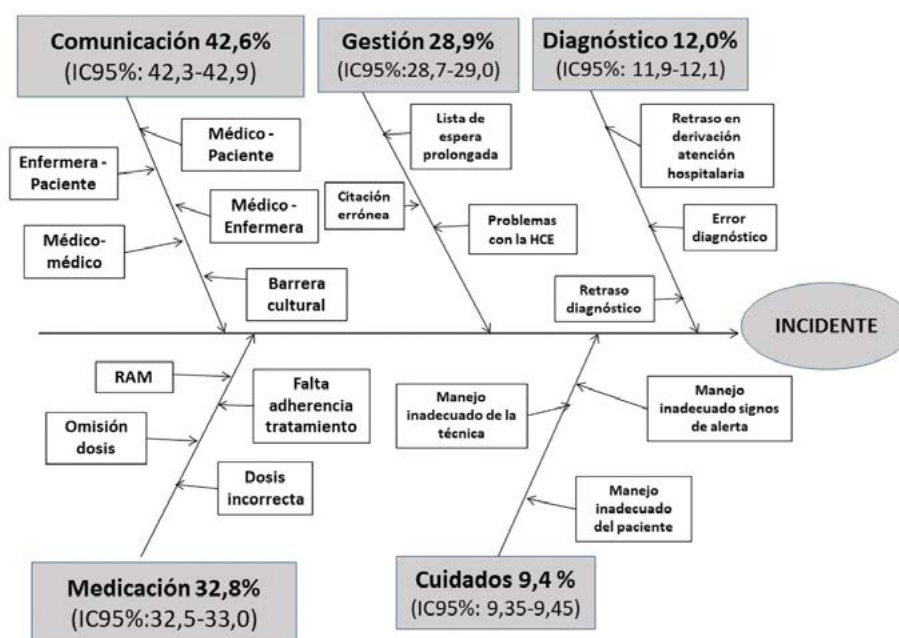 Comunicación 42,6%
(IC95%: 42,3-42,9)
Gestión 28,9%
(IC95%:28,7-29,0)
Diagnóstico 12,0%
(IC95%: 11,9-12,1)
Médico -
Paciente
Enfermera -
Paciente
Médico -
Enfermera
Médico-
médico
Barrera
cultural
Lista de
espera
prolongada
Citación
errónea
Problemas
con la HCE
Retraso en
derivación
atención
hospitalaria
Error
diagnóstico
Retraso
diagnóstico
INCIDENTE
RAM
Falta
adherencia
tratamiento
Omisión
dosis
Dosis
incorrecta
Manejo
inadecuado de la
técnica
Manejo
inadecuado signos
de alerta
Manejo
inadecuado
del paciente
Medicación 32,8%
(IC95%:32,5-33,0)
Cuidados 9,4 %
(IC95%: 9,35-9,45)